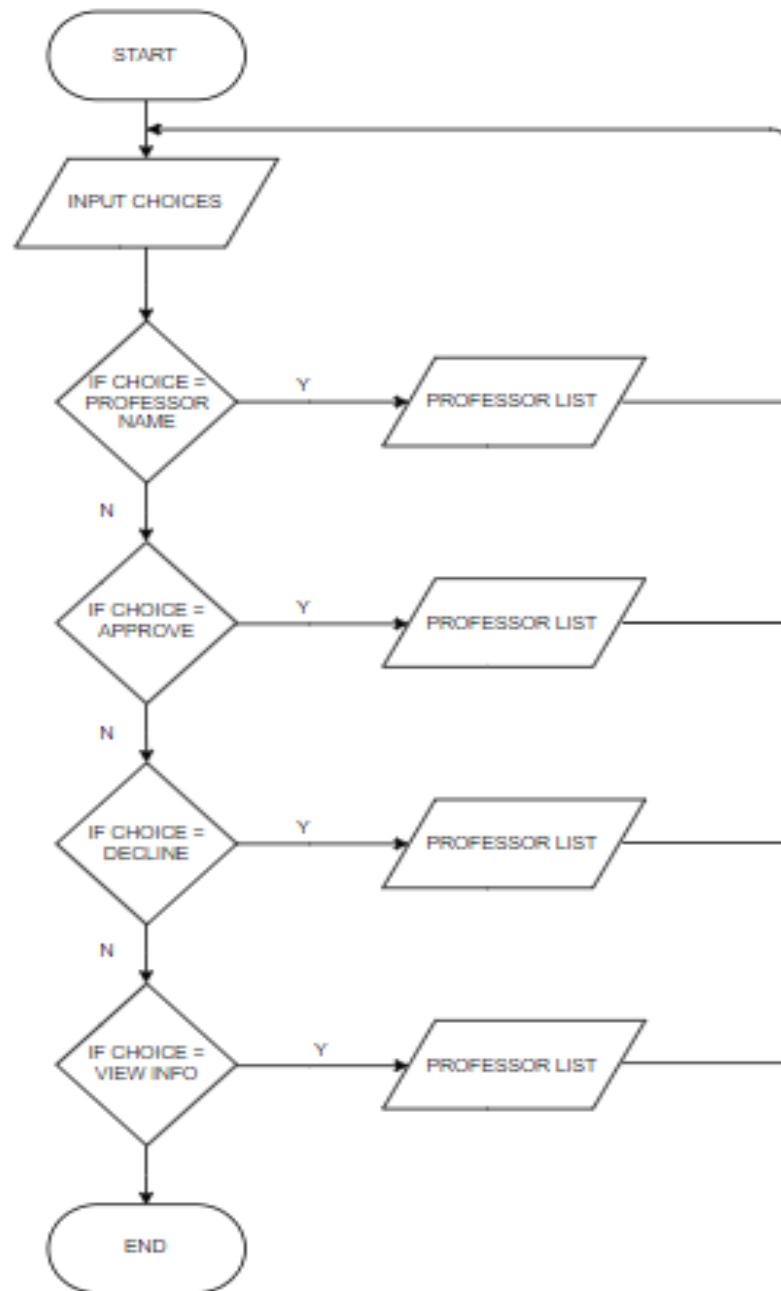 START
INPUT CHOICES
IF CHOICE =
PROFESSOR
NAME
Y
PROFESSOR LIST
N
IF CHOICE =
APPROVE
Y
PROFESSOR LIST
N
IF CHOICE =
DECLINE
Y
PROFESSOR LIST
N
IF CHOICE =
VIEW INFO
Y
PROFESSOR LIST
END